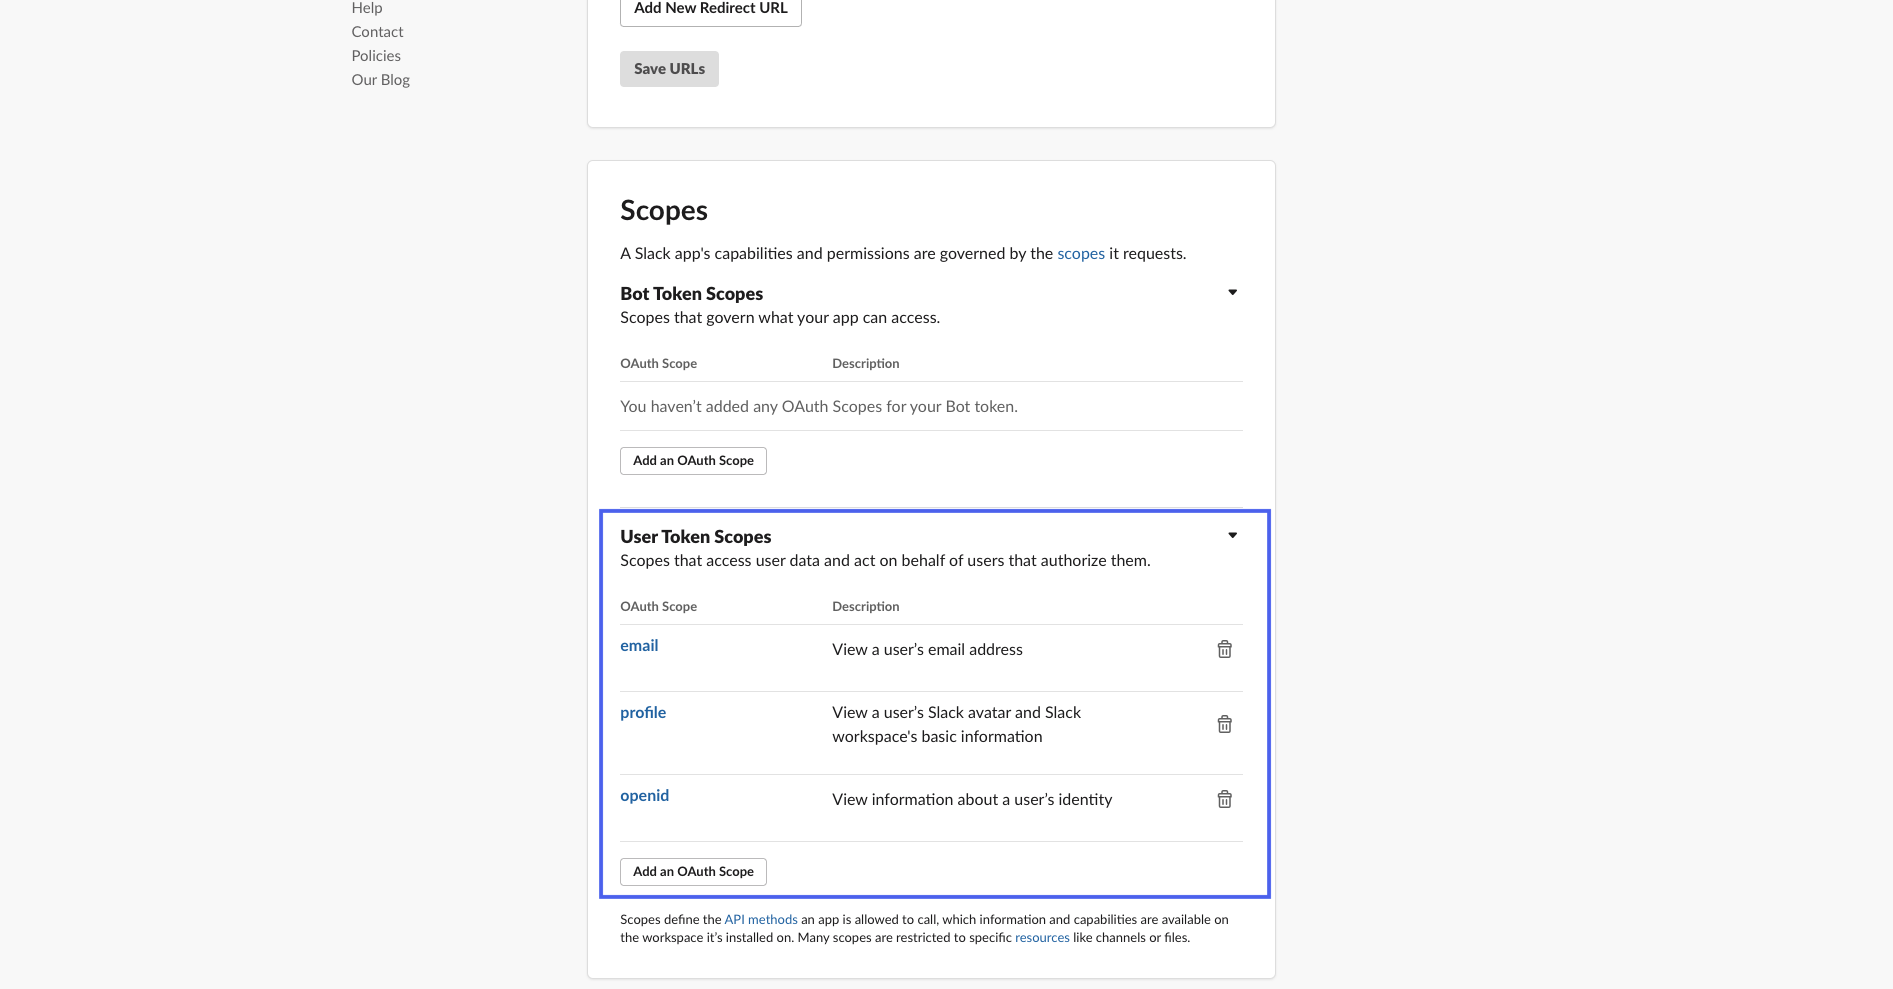 Help
Contact
Policies
Our Blog
Add New Redirect URL
Save URLs
Scopes
A Slack app's capabilities and permissions are governed by the scopes it requests.
Bot Token Scopes
Scopes that govern what your app can access.
OAuth Scope Description
You haven’t added any OAuth Scopes for your Bot token.
Add an OAuth Scope
User Token Scopes
Scopes that access user data and act on behalf of users that authorize them.
OAuth Scope Description
email View a user’s email address
profile View a user’s Slack avatar and Slack
workspace's basic information
openid View information about a user’s identity
Add an OAuth Scope
Scopes define the API methods an app is allowed to call, which information and capabilities are available on
the workspace it’s installed on. Many scopes are restricted to specific resources like channels or files.